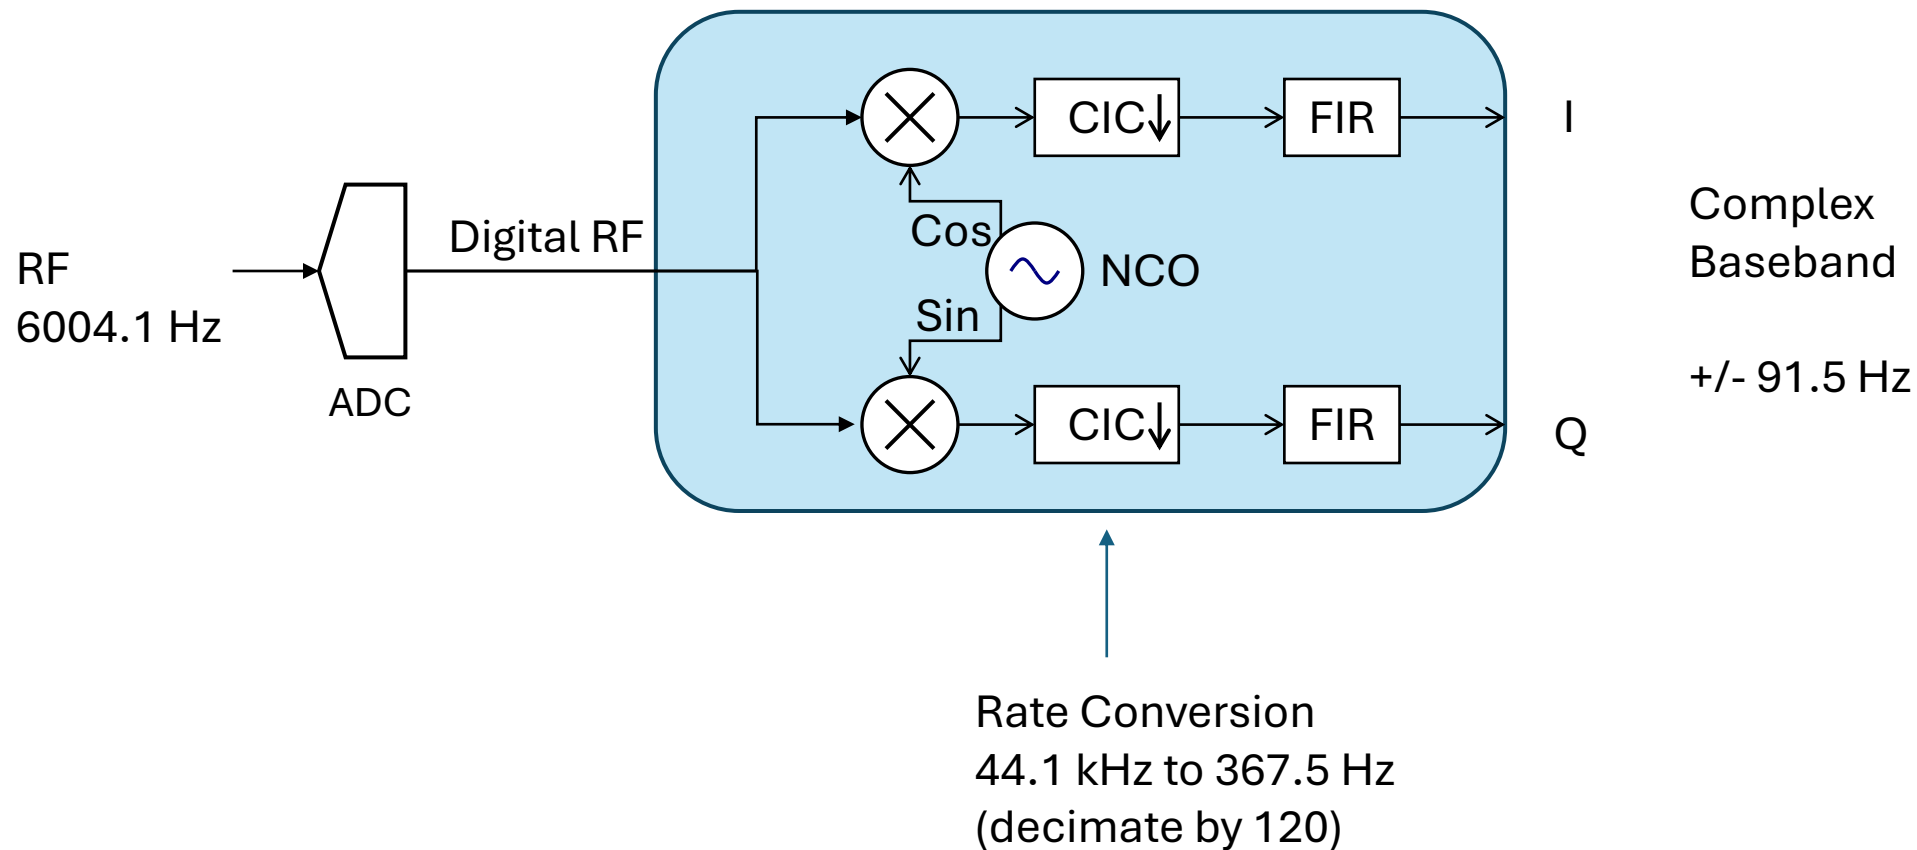 RF
6004.1 Hz
ADC
Digital RF
Cos
Sin
NCO
CIC↓
FIR
CIC↓
FIR
I
Q
Complex
Baseband
+/- 91.5 Hz
Rate Conversion
44.1 kHz to 367.5 Hz
(decimate by 120)